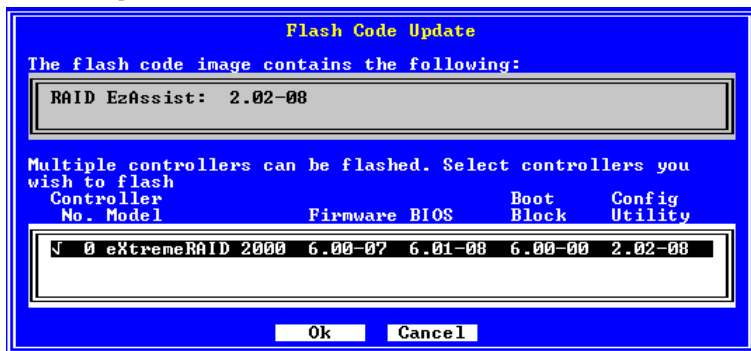 Flash Code Update
The flash code image contains the following:
RAID EzAssist: 2.02-08
Multiple controllers can be flashed. Select controllers you
wish to flash
Controller Boot Config
No. Model Firmware BIOS Block Utility
√ 0 eXtremeRAID 2000 6.00-07 6.01-08 6.00-00 2.02-08
Ok Cancel